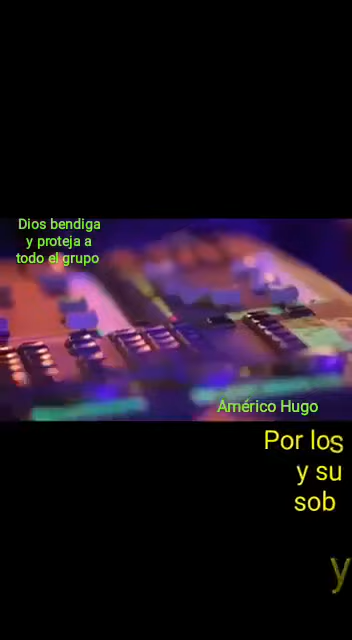 Dios bendiga
y proteja a
todo el grupo
Américo Hugo
Por los
y su
sob
y